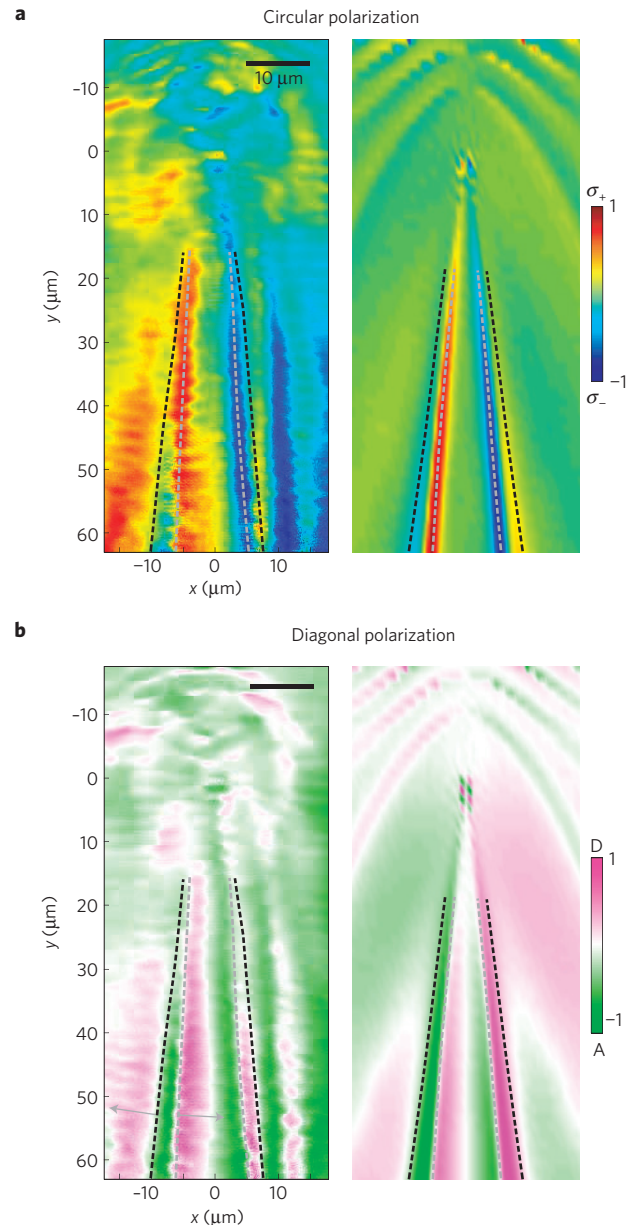 a
Circular polarization
10 μm
y (μm)
−10
0
10
20
30
40
50
60
−10
0
10
x (μm)
σ+
1
−1
σ−
b
Diagonal polarization
y (μm)
−10
0
10
20
30
40
50
60
−10
0
10
x (μm)
D
1
−1
A